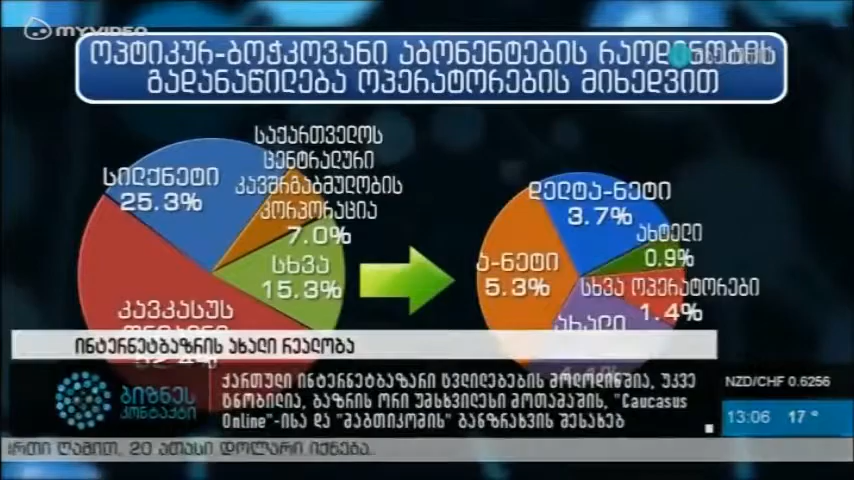 MYVIDEO
ოპტიკურ-ბოჭკოვანი აბონენტების რაოდენობის
გადანაწილება ოპერატორების მიხედვით
საქართველოს
ცენტრალური
კავშირგაბმულობის
კორპორაცია
7.0%
სილქნეტი
25.3%
სხვა
15.3%
კავკასუს
დელტა-ნეტი
3.7%
ახტელი
0.9%
ა-ნეტი
5.3%
სხვა ოპერატორები
1.4%
ახალი
ინტერნეტბაზრის ახალი რეალობა
ბიზნეს
კონტაქტი
ქართული ინტერნეტბაზარი ცვლილებების მოლოდინშია, უკვე
ცნობილია, ბაზრის ორი უმსხვილესი მოთამაშის, "Caucasus
Online"-ისა და "მაგთიკომის" განზრახვის შესახებ
NZD/CHF 0.6256
13:06 17 °
ღამით, 20 ათასი დოლარი იქნება..